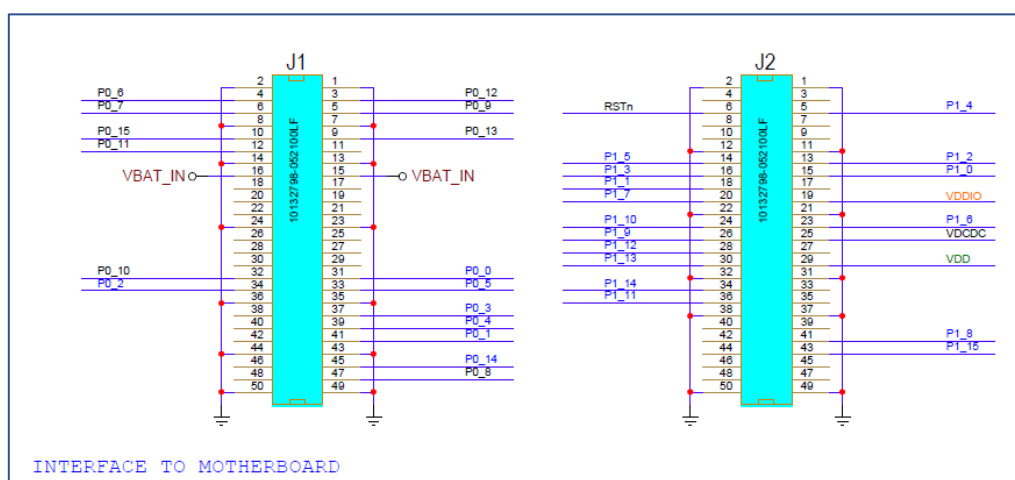 J1
J2
2 1
P0_6 4 3 P0_12
P0_7 6 5 P0_9
8 7
P0_15 10 9 P0_13
P0_11 12 11
14 13
VBAT_IN 16 15 VBAT_IN
18 17
20 19
22 21
24 23
26 25
28 27
30 29
P0_10 32 31 P0_0
P0_2 34 33 P0_5
36 35
38 37 P0_3
40 39 P0_4
42 41 P0_1
44 43
46 45 P0_14
48 47 P0_8
50 49
10132798-052100LF
2 1
4 3
RSTn 6 5 P1_4
8 7
10 9
12 11
P1_5 14 13 P1_2
P1_3 16 15 P1_0
P1_1 18 17
P1_7 20 19 VDDIO
22 21
P1_10 24 23 P1_6
P1_9 26 25 VDCDC
P1_12 28 27
P1_13 30 29 VDD
32 31
P1_14 34 33
P1_11 36 35
38 37
40 39
42 41 P1_8
44 43 P1_15
46 45
48 47
50 49
10132798-052100LF
INTERFACE TO MOTHERBOARD